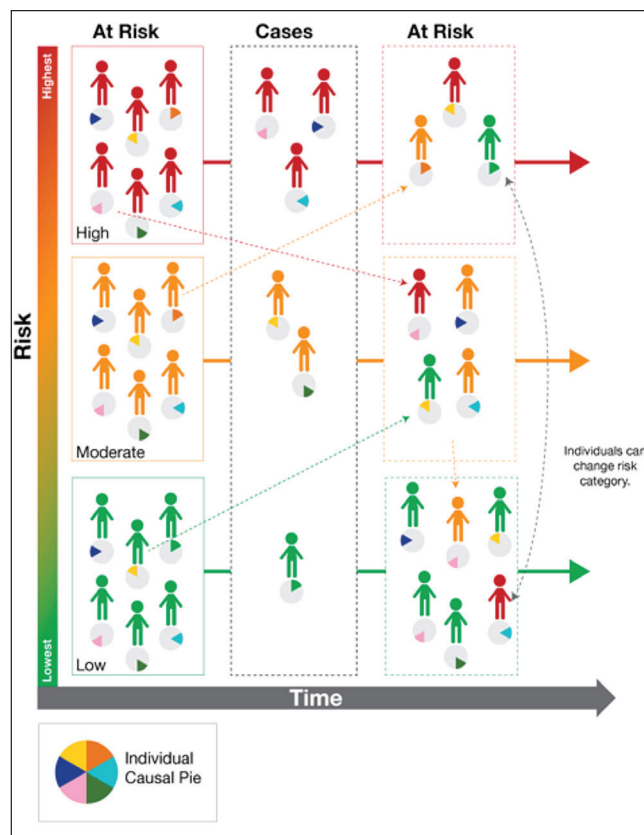 At Risk
Cases
At Risk
Highest
High
Risk
Moderate
Individuals can
change risk
category.
Low
Lowest
Time
Individual
Causal Pie